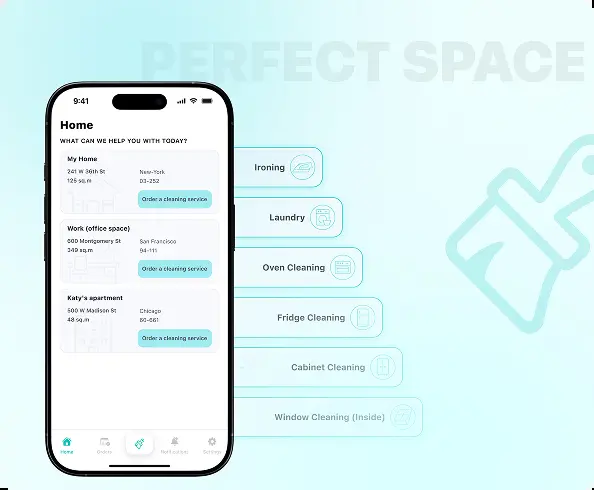 PERFECT SPACE
9:41
Home
WHAT CAN WE HELP YOU WITH TODAY?
My Home
241 W 36th St
New-York
125 sq.m
03-252
Order a cleaning service
Work (office space)
600 Montgomery St
San Francisco
349 sq.m
94-111
Order a cleaning service
Katy's apartment
500 W Madison St
Chicago
48 sq.m
60-661
Order a cleaning service
Home
Orders
Notifications
Settings
Ironing
Laundry
Oven Cleaning
Fridge Cleaning
Cabinet Cleaning
Window Cleaning (Inside)